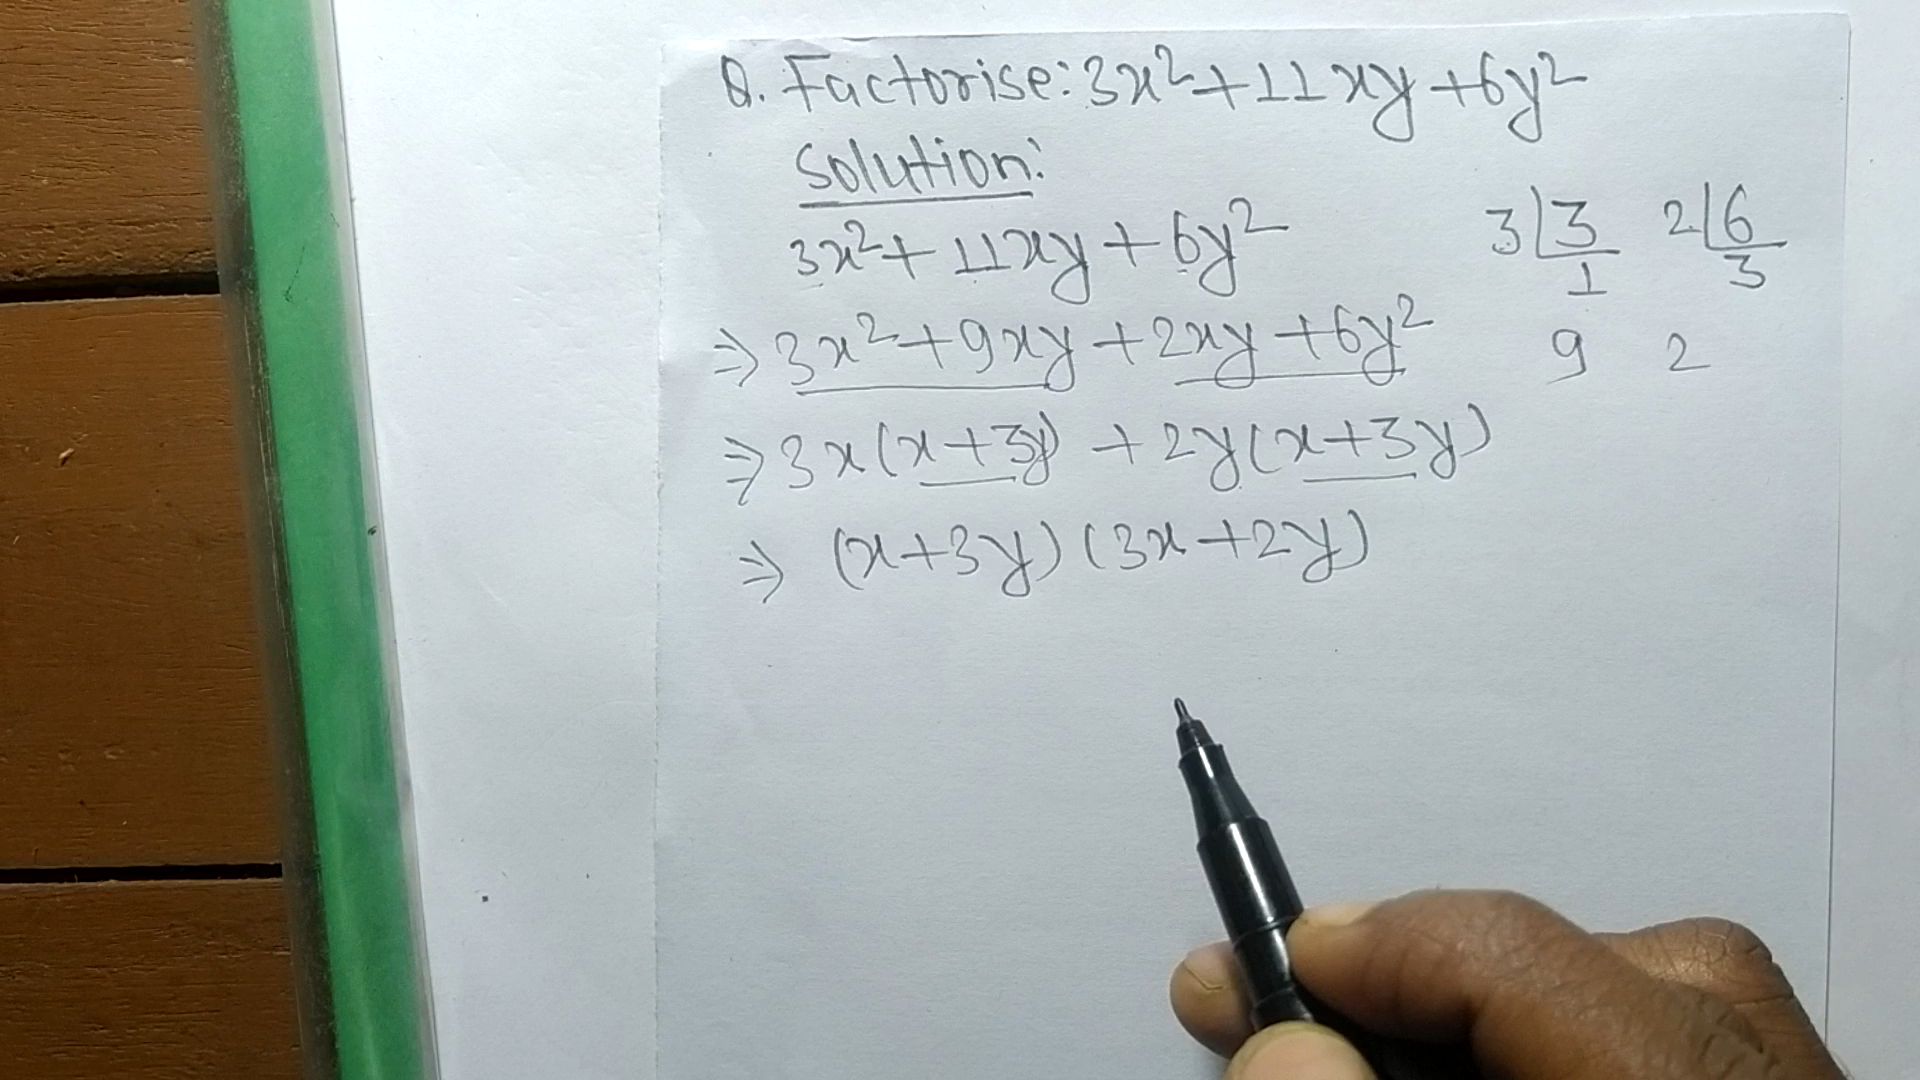 Q. Factorise: 3x²+11xy+6y²
Solution:
3x²+11xy+6y²
3|3 2|6
1 3
⇒3x²+9xy+2xy+6y²
9 2
⇒3x(x+3y)+2y(x+3y)
⇒ (x+3y)(3x+2y)